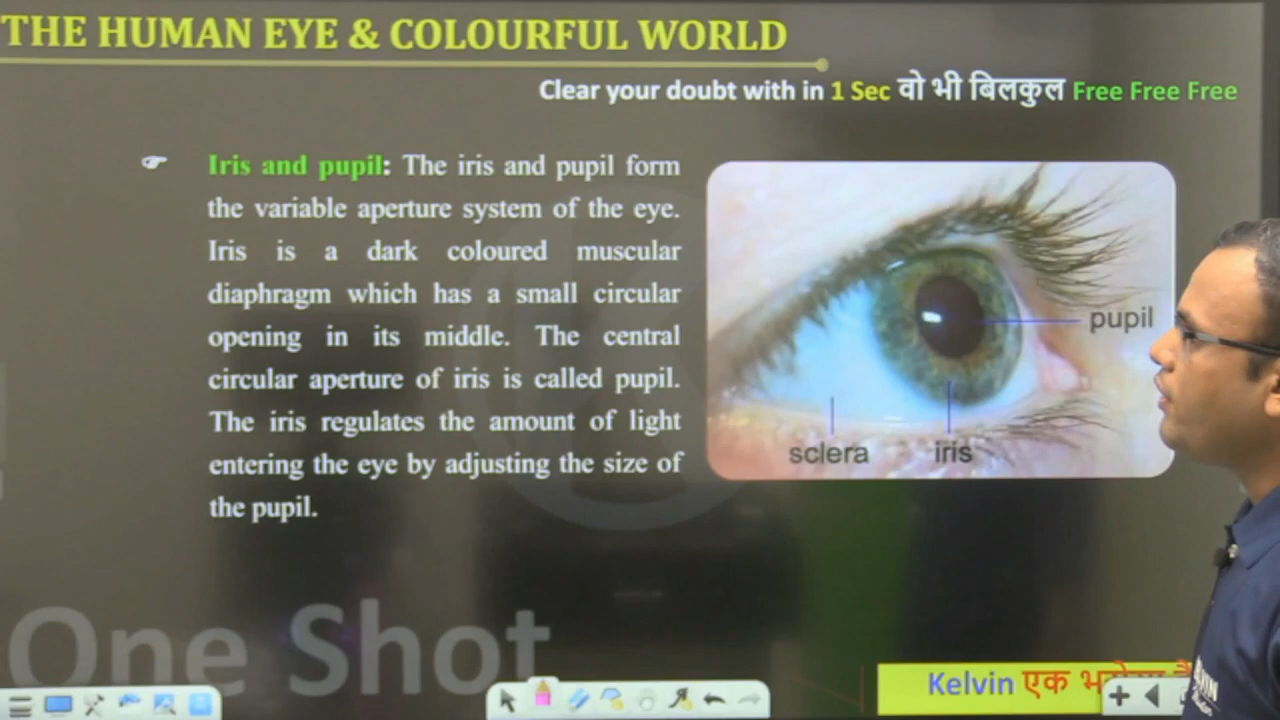 THE HUMAN EYE & COLOURFUL WORLD
Clear your doubt with in 1 Sec वो भी बिलकुल Free Free Free
Iris and pupil: The iris and pupil form
the variable aperture system of the eye.
Iris is a dark coloured muscular
diaphragm which has a small circular
opening in its middle. The central
circular aperture of iris is called pupil.
The iris regulates the amount of light
entering the eye by adjusting the size of
the pupil.
pupil
sclera
iris
One Shot
Kelvin एक